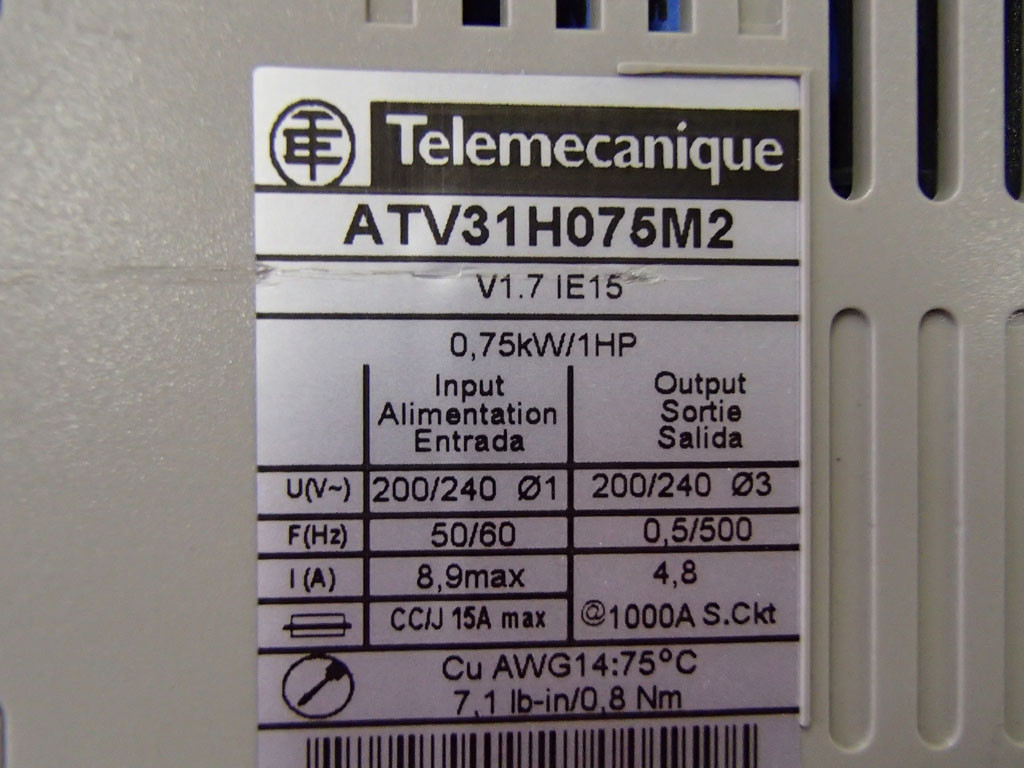 Telemecanique
ATV31H075M2
V1.7 IE15
0,75kW/1HP
Input Output
Alimentation Sortie
Entrada Salida
U(V~) 200/240 Ø1 200/240 Ø3
F(Hz) 50/60 0,5/500
I (A) 8,9max 4,8
CC/J 15A max @1000A S.Ckt
Cu AWG14:75°C
7,1 lb-in/0,8 Nm